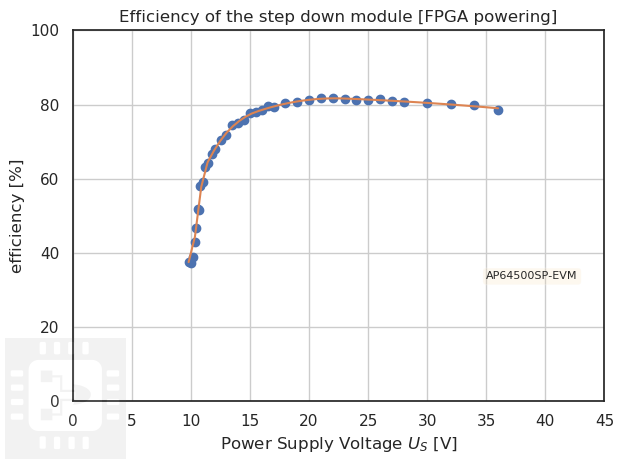 Efficiency of the step down module [FPGA powering]
100
80
60
40
20
0
efficiency [%]
AP64500SP-EVM
0 5 10 15 20 25 30 35 40 45
Power Supply Voltage U_S [V]